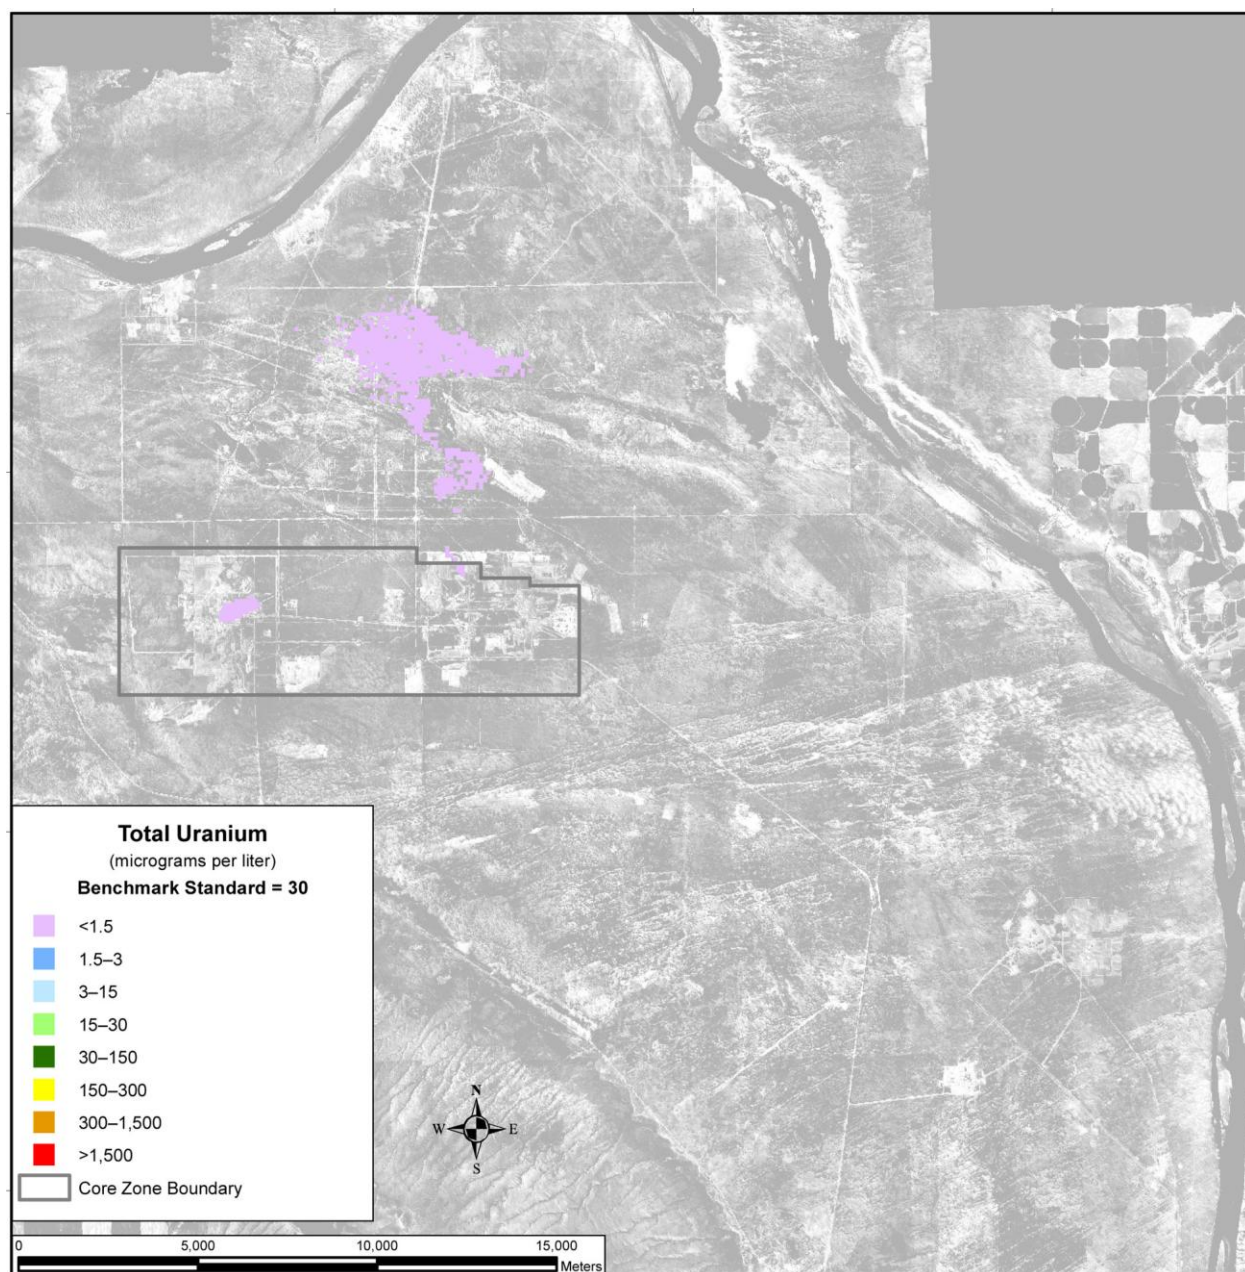 Total Uranium
(micrograms per liter)
Benchmark Standard = 30
<1.5
1.5–3
3–15
15–30
30–150
150–300
300–1,500
>1,500
Core Zone Boundary
N
W E
S
0 5,000 10,000 15,000
Meters